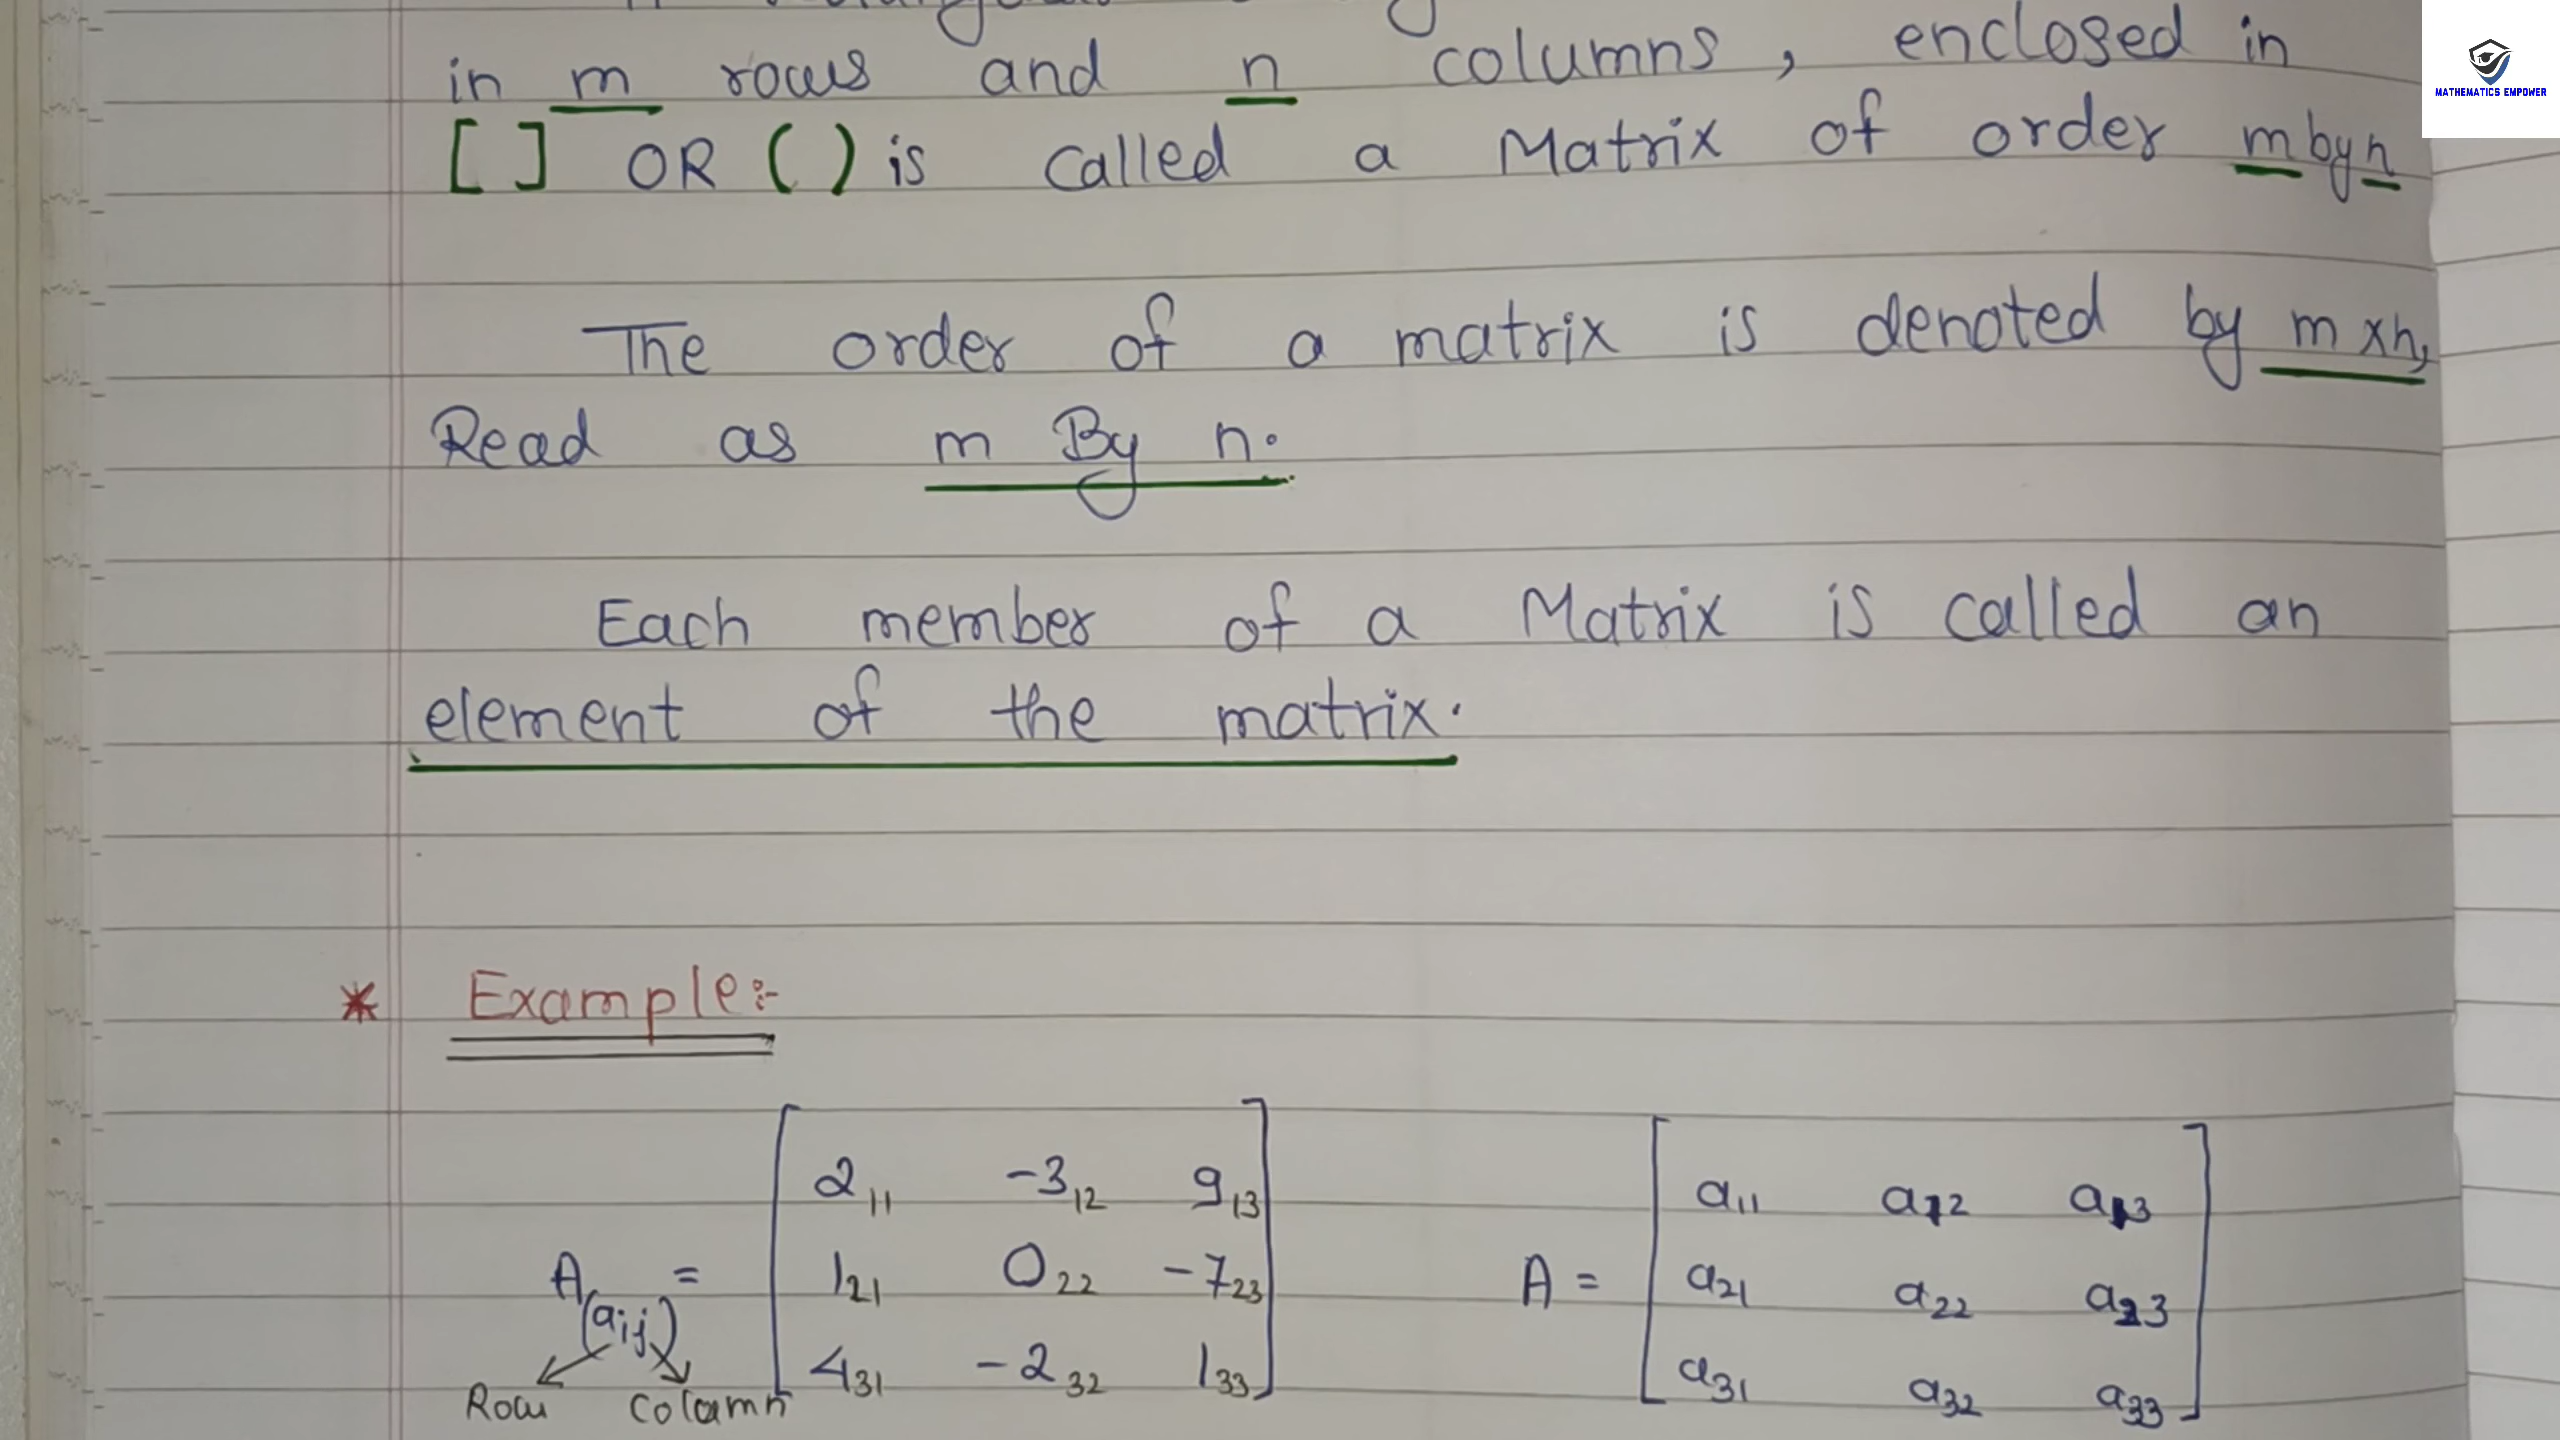 in m rows and n columns, enclosed in
[ ] OR ( ) is called a Matrix of order m by n
MATHEMATICS EMPOWER
The order of a matrix is denoted by m x n,
Read as m By n.
Each member of a Matrix is called an
element of the matrix.
* Example:-
A(aij) = [ 2₁₁ -3₁₂ 9₁₃
1₂₁ 0₂₂ -7₂₃
4₃₁ -2₃₂ 1₃₃ ]
Row Column
A = [ a₁₁ a₁₂ a₁₃
a₂₁ a₂₂ a₂₃
a₃₁ a₃₂ a₃₃ ]